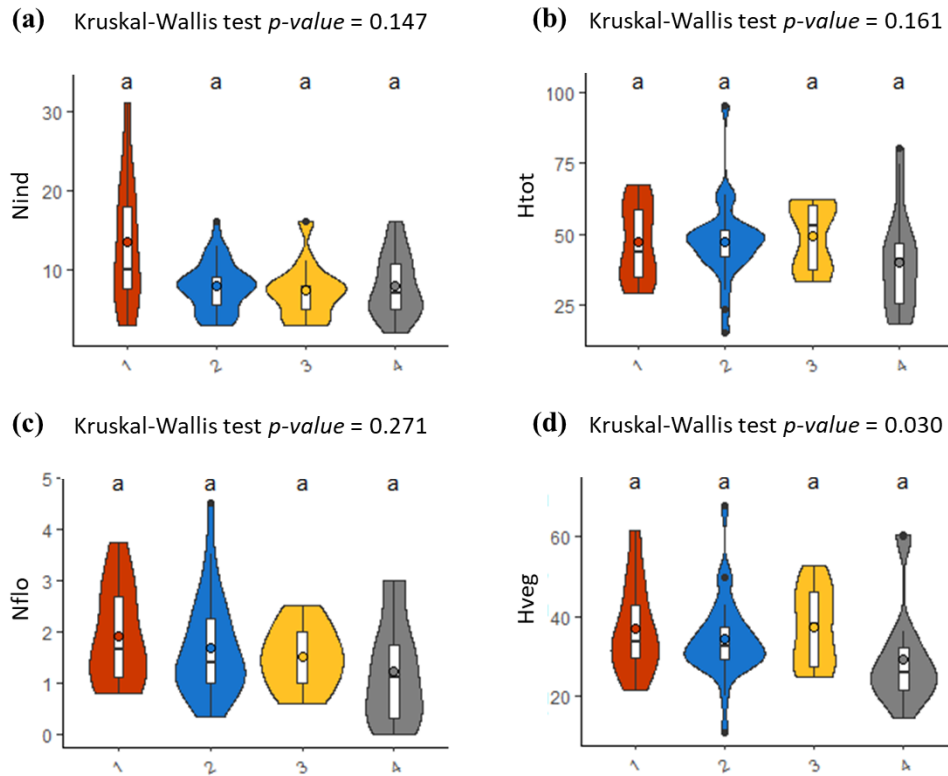 (a) Kruskal-Wallis test p-value = 0.147
a a a a
Nind
30
20
10
1 2 3 4
(b) Kruskal-Wallis test p-value = 0.161
a a a a
Htot
100
75
50
25
1 2 3 4
(c) Kruskal-Wallis test p-value = 0.271
a a a a
Nflo
5
4
3
2
1
0
1 2 3 4
(d) Kruskal-Wallis test p-value = 0.030
a a a a
Hveg
60
40
20
1 2 3 4